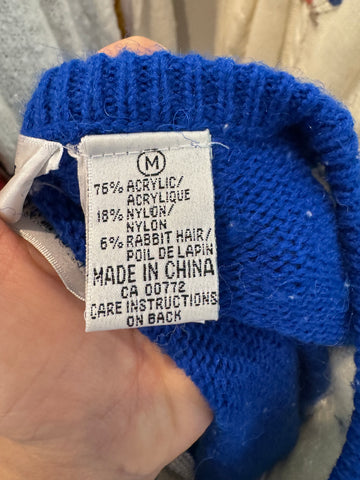 M
76% ACRYLIC/
ACRYLIQUE
18% NYLON/
NYLON
6% RABBIT HAIR/
POIL DE LAPIN
MADE IN CHINA
CA 00772
CARE INSTRUCTIONS
ON BACK